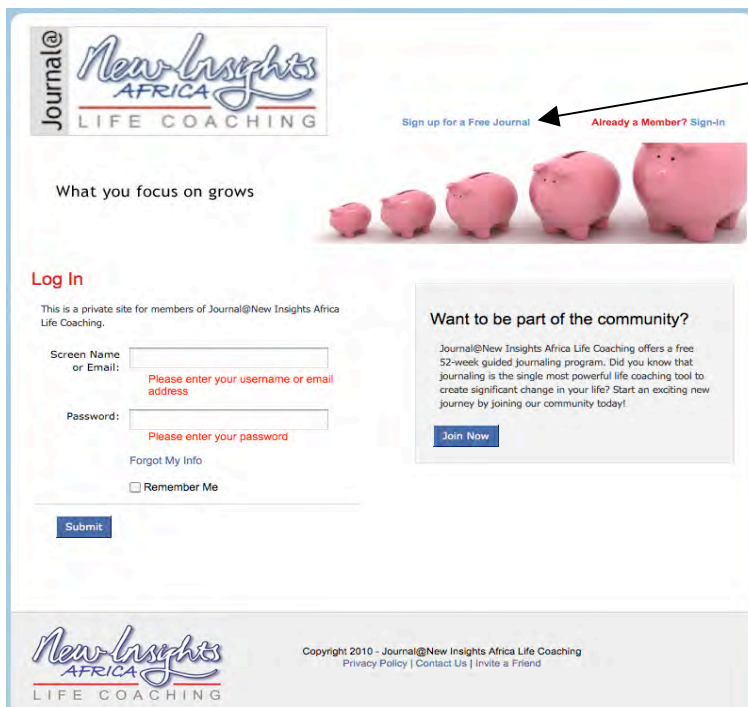 Journal@
New Insights
AFRICA
LIFE COACHING
Sign up for a Free Journal
Already a Member? Sign-In
What you focus on grows
Log In
This is a private site for members of Journal@New Insights Africa
Life Coaching.
Screen Name
or Email:
Please enter your username or email
address
Password:
Please enter your password
Forgot My Info
Remember Me
Submit
Want to be part of the community?
Journal@New Insights Africa Life Coaching offers a free
52-week guided journaling program. Did you know that
journaling is the single most powerful life coaching tool to
create significant change in your life? Start an exciting new
journey by joining our community today!
Join Now
New Insights
AFRICA
LIFE COACHING
Copyright 2010 - Journal@New Insights Africa Life Coaching
Privacy Policy | Contact Us | Invite a Friend